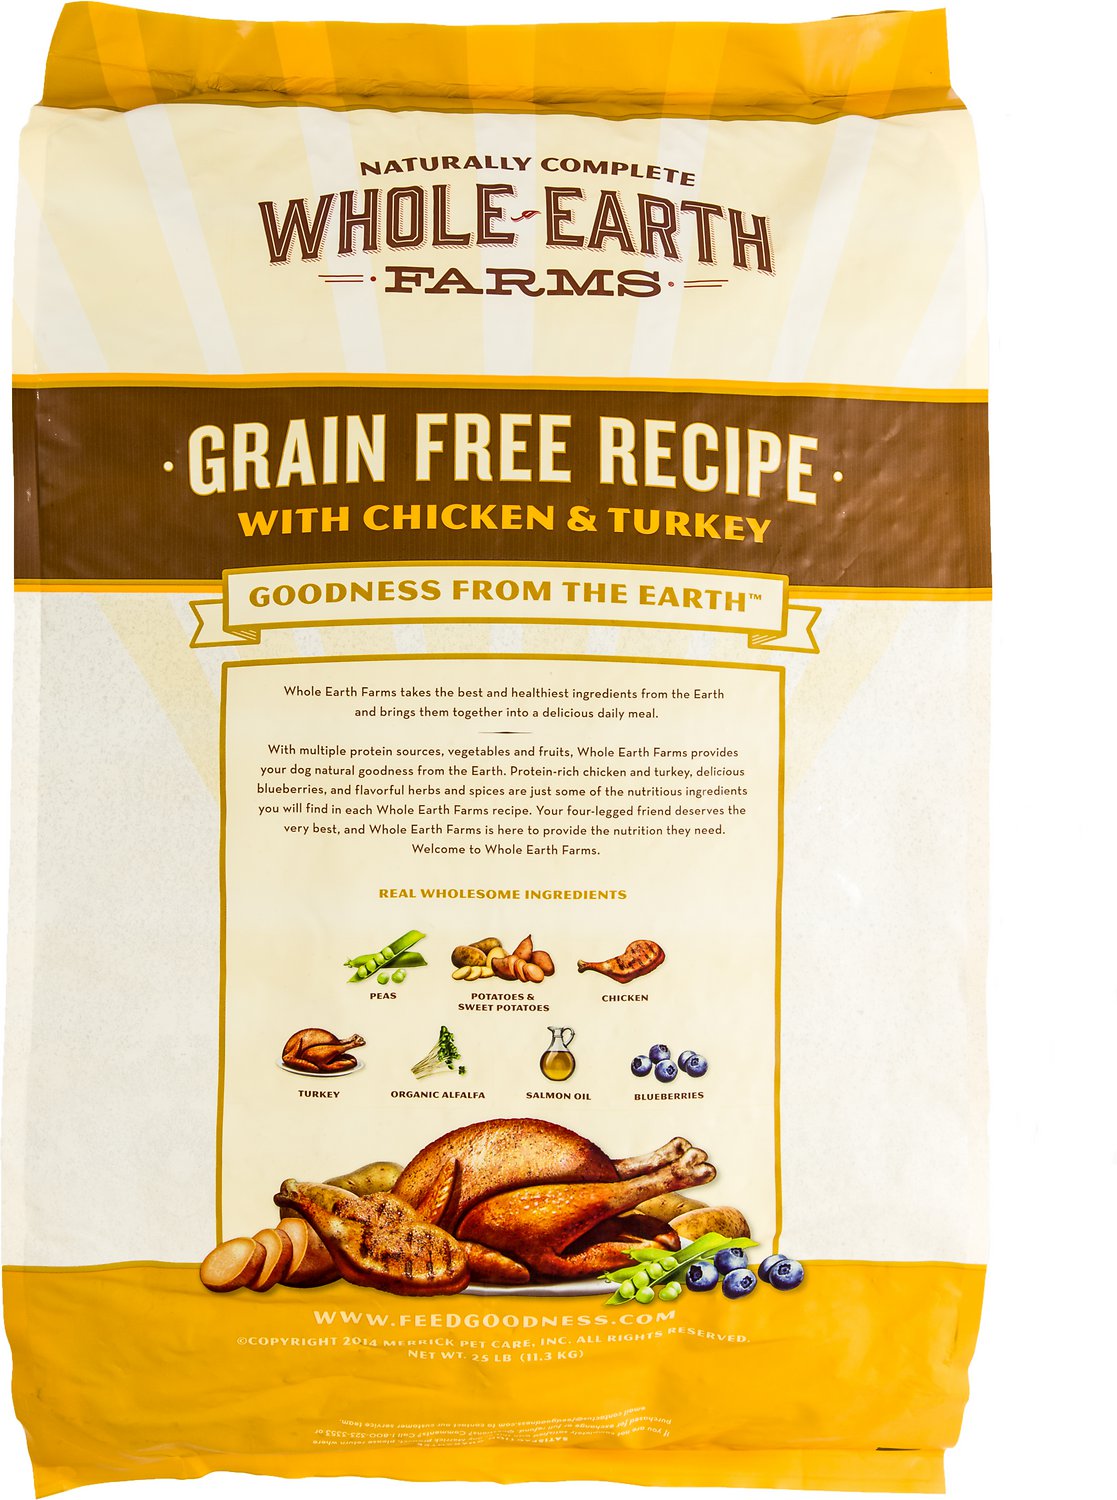 NATURALLY COMPLETE
WHOLE EARTH
FARMS
GRAIN FREE RECIPE
WITH CHICKEN & TURKEY
GOODNESS FROM THE EARTH™
Whole Earth Farms takes the best and healthiest ingredients from the Earth
and brings them together into a delicious daily meal.
With multiple protein sources, vegetables and fruits, Whole Earth Farms provides
your dog natural goodness from the Earth. Protein-rich chicken and turkey, delicious
blueberries, and flavorful herbs and spices are just some of the nutritious ingredients
you will find in each Whole Earth Farms recipe. Your four-legged friend deserves the
very best, and Whole Earth Farms is here to provide the nutrition they need.
Welcome to Whole Earth Farms.
REAL WHOLESOME INGREDIENTS
PEAS
POTATOES &
SWEET POTATOES
CHICKEN
TURKEY
ORGANIC ALFALFA
SALMON OIL
BLUEBERRIES
WWW.FEEDGOODNESS.COM
©COPYRIGHT 2014 MERRICK PET CARE, INC. ALL RIGHTS RESERVED.
NET WT. 25 LB (11.3 KG)